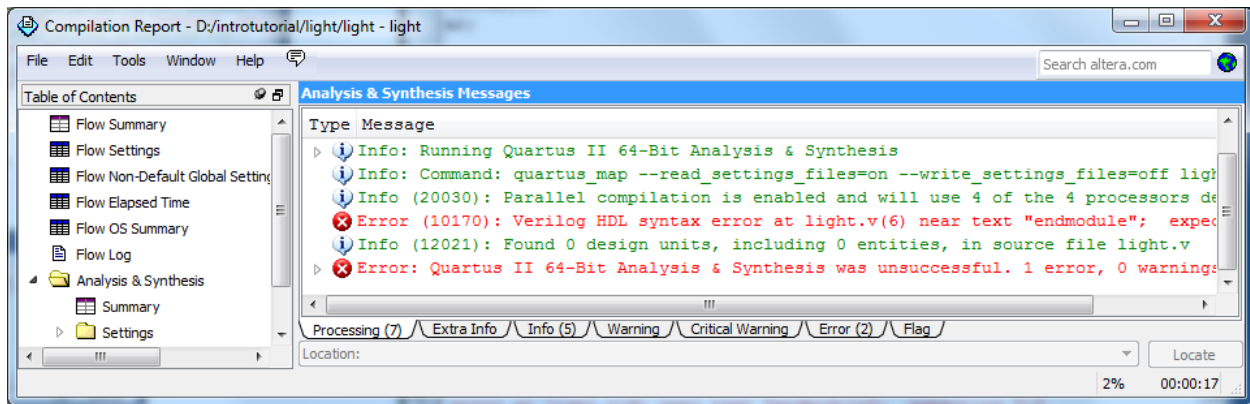 Compilation Report - D:/introtutorial/light/light - light
File Edit Tools Window Help
Search altera.com
Table of Contents
Flow Summary
Flow Settings
Flow Non-Default Global Setting
Flow Elapsed Time
Flow OS Summary
Flow Log
Analysis & Synthesis
Summary
Settings
Analysis & Synthesis Messages
Type Message
Info: Running Quartus II 64-Bit Analysis & Synthesis
Info: Command: quartus_map --read_settings_files=on --write_settings_files=off ligh
Info (20030): Parallel compilation is enabled and will use 4 of the 4 processors de
Error (10170): Verilog HDL syntax error at light.v(6) near text "endmodule"; expec
Info (12021): Found 0 design units, including 0 entities, in source file light.v
Error: Quartus II 64-Bit Analysis & Synthesis was unsuccessful. 1 error, 0 warnings
Processing (7) Extra Info Info (5) Warning Critical Warning Error (2) Flag
Location:
Locate
2% 00:00:17